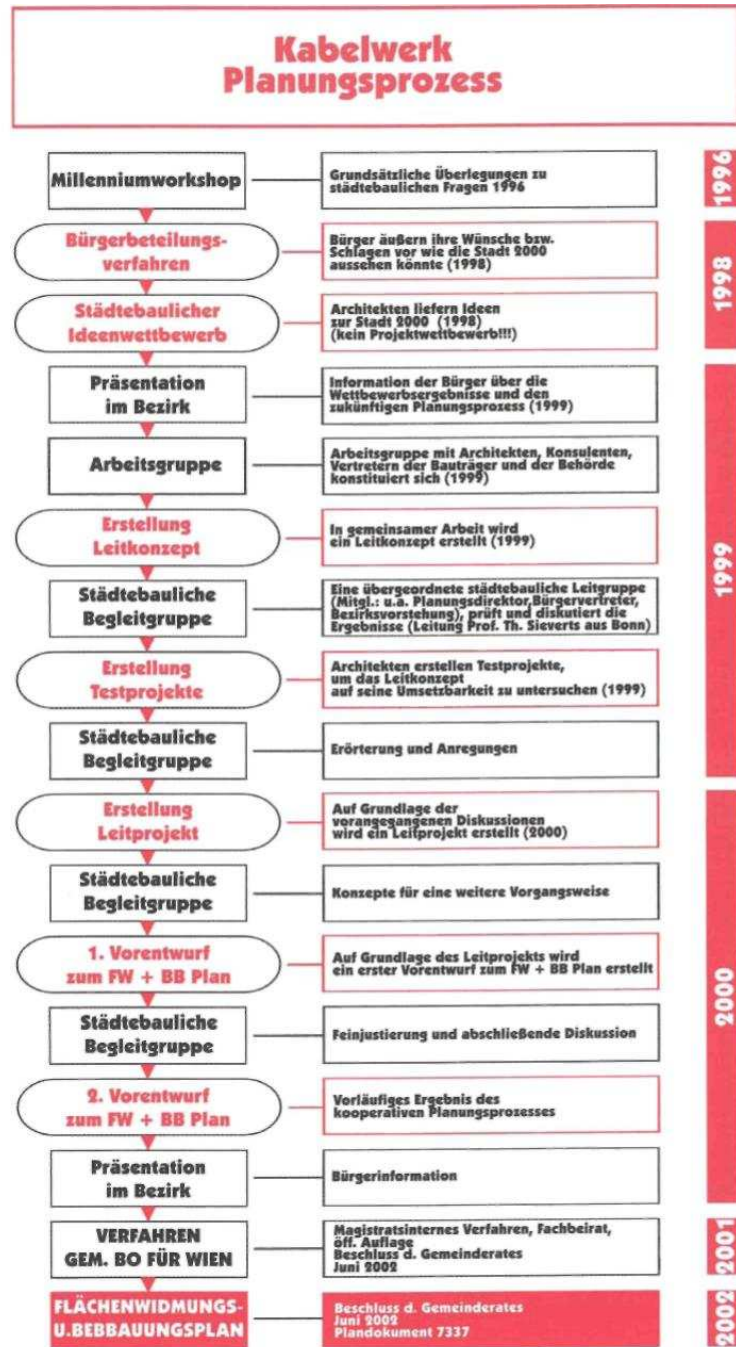 Kabelwerk
Planungsprozess
Millenniumworkshop
Grundsätzliche Überlegungen zu
städtebaulichen Fragen 1996
1996
Bürgerbeteilungs-
verfahren
Bürger äußern ihre Wünsche bzw.
Schlagen vor wie die Stadt 2000
aussehen könnte (1998)
1998
Städtebaulicher
Ideenwettbewerb
Architekten liefern Ideen
zur Stadt 2000 (1998)
(kein Projektwettbewerb!!!)
Präsentation
im Bezirk
Information der Bürger über die
Wettbewerbsergebnisse und den
zukünftigen Planungsprozess (1999)
Arbeitsgruppe
Arbeitsgruppe mit Architekten, Konsulenten,
Vertretern der Bauträger und der Behörde
konstituiert sich (1999)
Erstellung
Leitkonzept
In gemeinsamer Arbeit wird
ein Leitkonzept erstellt (1999)
1999
Städtebauliche
Begleitgruppe
Eine übergeordnete städtebauliche Leitgruppe
(Mitgl.: u.a. Planungsdirektor,Bürgervertreter,
Bezirksvorstehung), prüft und diskutiert die
Ergebnisse (Leitung Prof. Th. Sieverts aus Bonn)
Erstellung
Testprojekte
Architekten erstellen Testprojekte,
um das Leitkonzept
auf seine Umsetzbarkeit zu untersuchen (1999)
Städtebauliche
Begleitgruppe
Erörterung und Anregungen
Erstellung
Leitprojekt
Auf Grundlage der
vorangegangenen Diskussionen
wird ein Leitprojekt erstellt (2000)
Städtebauliche
Begleitgruppe
Konzepte für eine weitere Vorgangsweise
1. Vorentwurf
zum FW + BB Plan
Auf Grundlage des Leitprojekts wird
ein erster Vorentwurf zum FW + BB Plan erstellt
2000
Städtebauliche
Begleitgruppe
Feinjustierung und abschließende Diskussion
2. Vorentwurf
zum FW + BB Plan
Vorläufiges Ergebnis des
kooperativen Planungsprozesses
Präsentation
im Bezirk
Bürgerinformation
VERFAHREN
GEM. BO FÜR WIEN
Magistratsinternes Verfahren, Fachbeirat,
öff. Auflage
Beschluss d. Gemeinderates
Juni 2002
2001
FLÄCHENWIDMUNGS-
U.BEBBAUUNGSPLAN
Beschluss d. Gemeinderates
Juni 2002
Plandokument 7337
2002